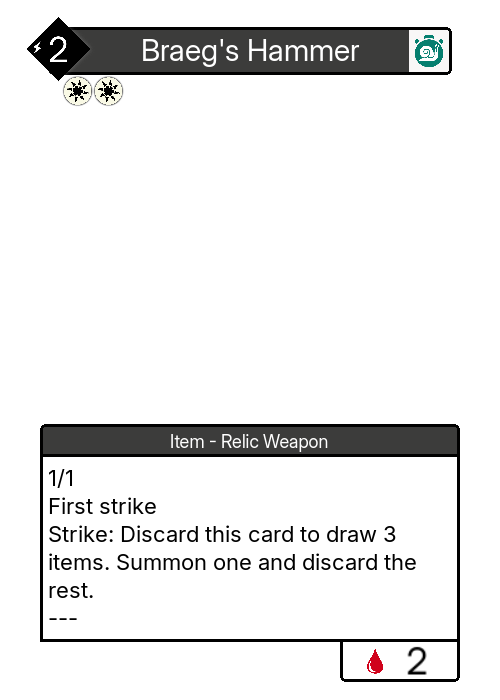 2
Braeg's Hammer
Item - Relic Weapon
1/1
First strike
Strike: Discard this card to draw 3
items. Summon one and discard the
rest.
---
2